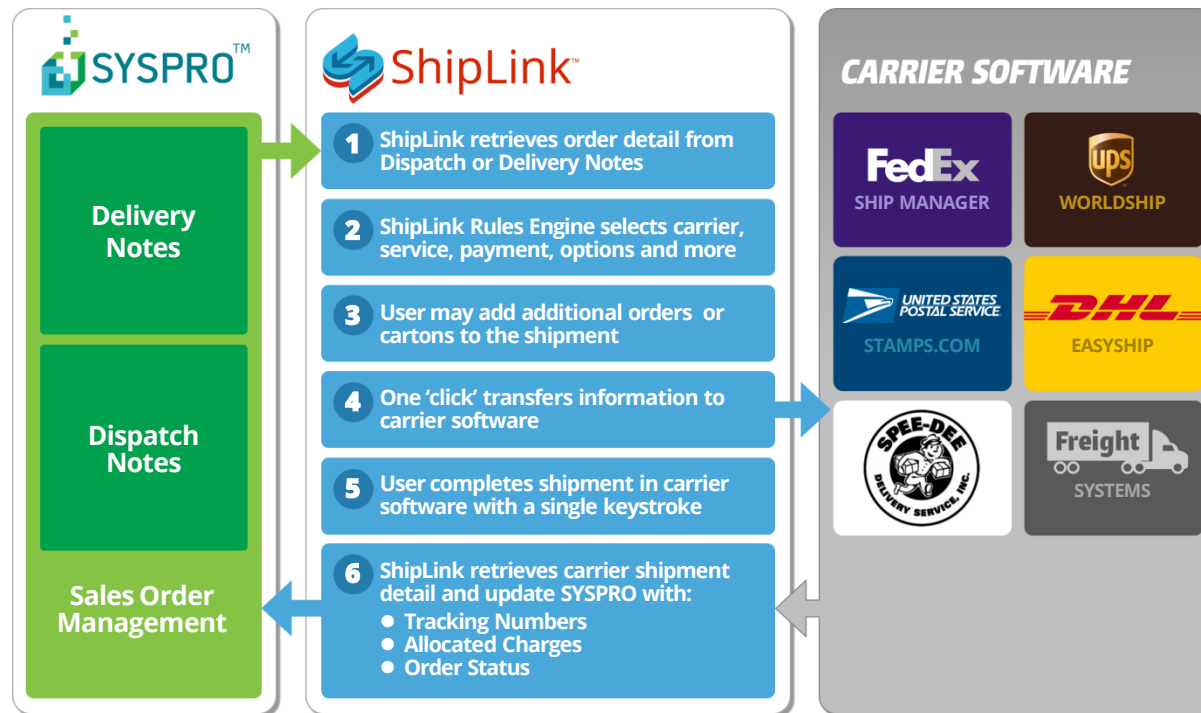 SYSPRO™
Delivery
Notes
Dispatch
Notes
Sales Order
Management
ShipLink™
1 ShipLink retrieves order detail from
Dispatch or Delivery Notes
2 ShipLink Rules Engine selects carrier,
service, payment, options and more
3 User may add additional orders or
cartons to the shipment
4 One ‘click’ transfers information to
carrier software
5 User completes shipment in carrier
software with a single keystroke
6 ShipLink retrieves carrier shipment
detail and update SYSPRO with:
● Tracking Numbers
● Allocated Charges
● Order Status
CARRIER SOFTWARE
FedEx
SHIP MANAGER
ups
WORLDSHIP
UNITED STATES
POSTAL SERVICE
STAMPS.COM
DHL
EASYSHIP
SPEE-DEE
DELIVERY SERVICE, INC.
Freight
SYSTEMS